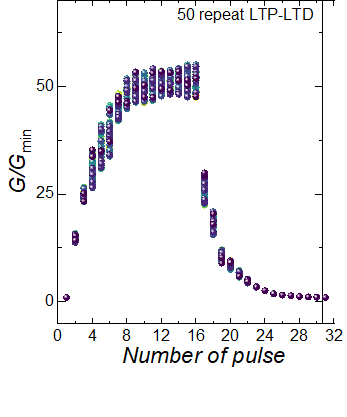 50 repeat LTP-LTD
50
25
0
G/Gmin
0 4 8 12 16 20 24 28 32
Number of pulse